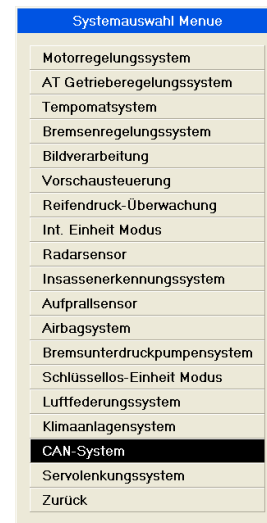 Systemauswahl Menue
Motorregelungssystem
AT Getrieberegelungssystem
Tempomatsystem
Bremsenregelungssystem
Bildverarbeitung
Vorschausteuerung
Reifendruck-Überwachung
Int. Einheit Modus
Radarsensor
Insassenerkennungssystem
Aufprallsensor
Airbagsystem
Bremsunterdruckpumpensystem
Schlüssellos-Einheit Modus
Luftfederungssystem
Klimaanlagensystem
CAN-System
Servolenkungssystem
Zurück